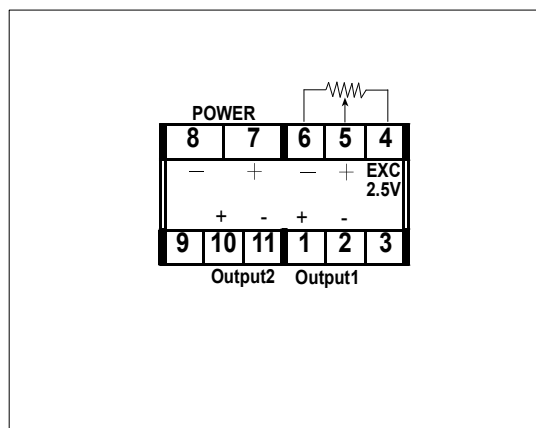 POWER
8 7 6 5 4
− + − + EXC
2.5V
+ - + -
9 10 11 1 2 3
Output2 Output1